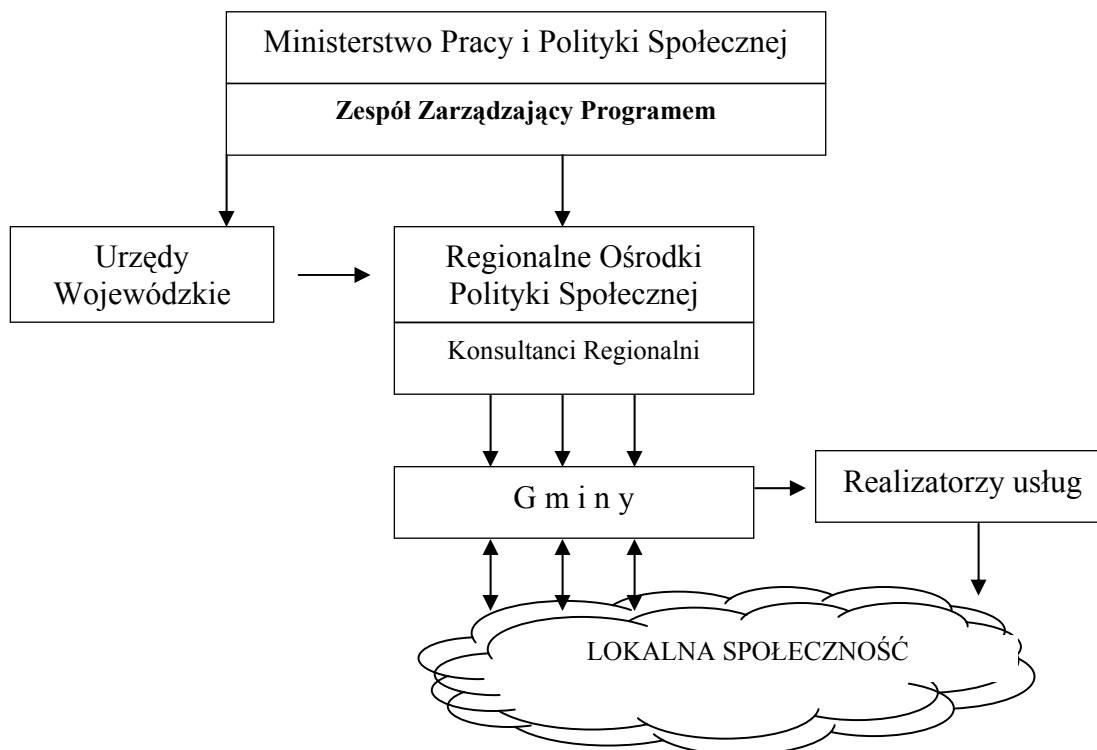 Ministerstwo Pracy i Polityki Społecznej
Zespół Zarządzający Programem
Urzędy
Wojewódzkie
Regionalne Ośrodki
Polityki Społecznej
Konsultanci Regionalni
G m i n y
Realizatorzy usług
LOKALNA SPOŁECZNOŚĆ